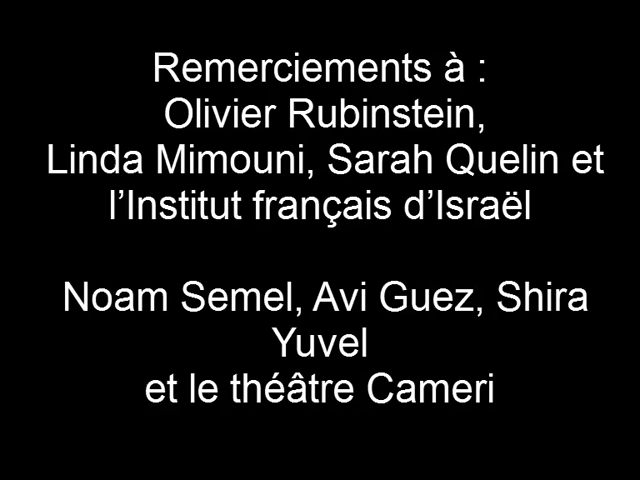 Remerciements à :
Olivier Rubinstein,
Linda Mimouni, Sarah Quelin et
l’Institut français d’Israël
Noam Semel, Avi Guez, Shira
Yuvel
et le théâtre Cameri